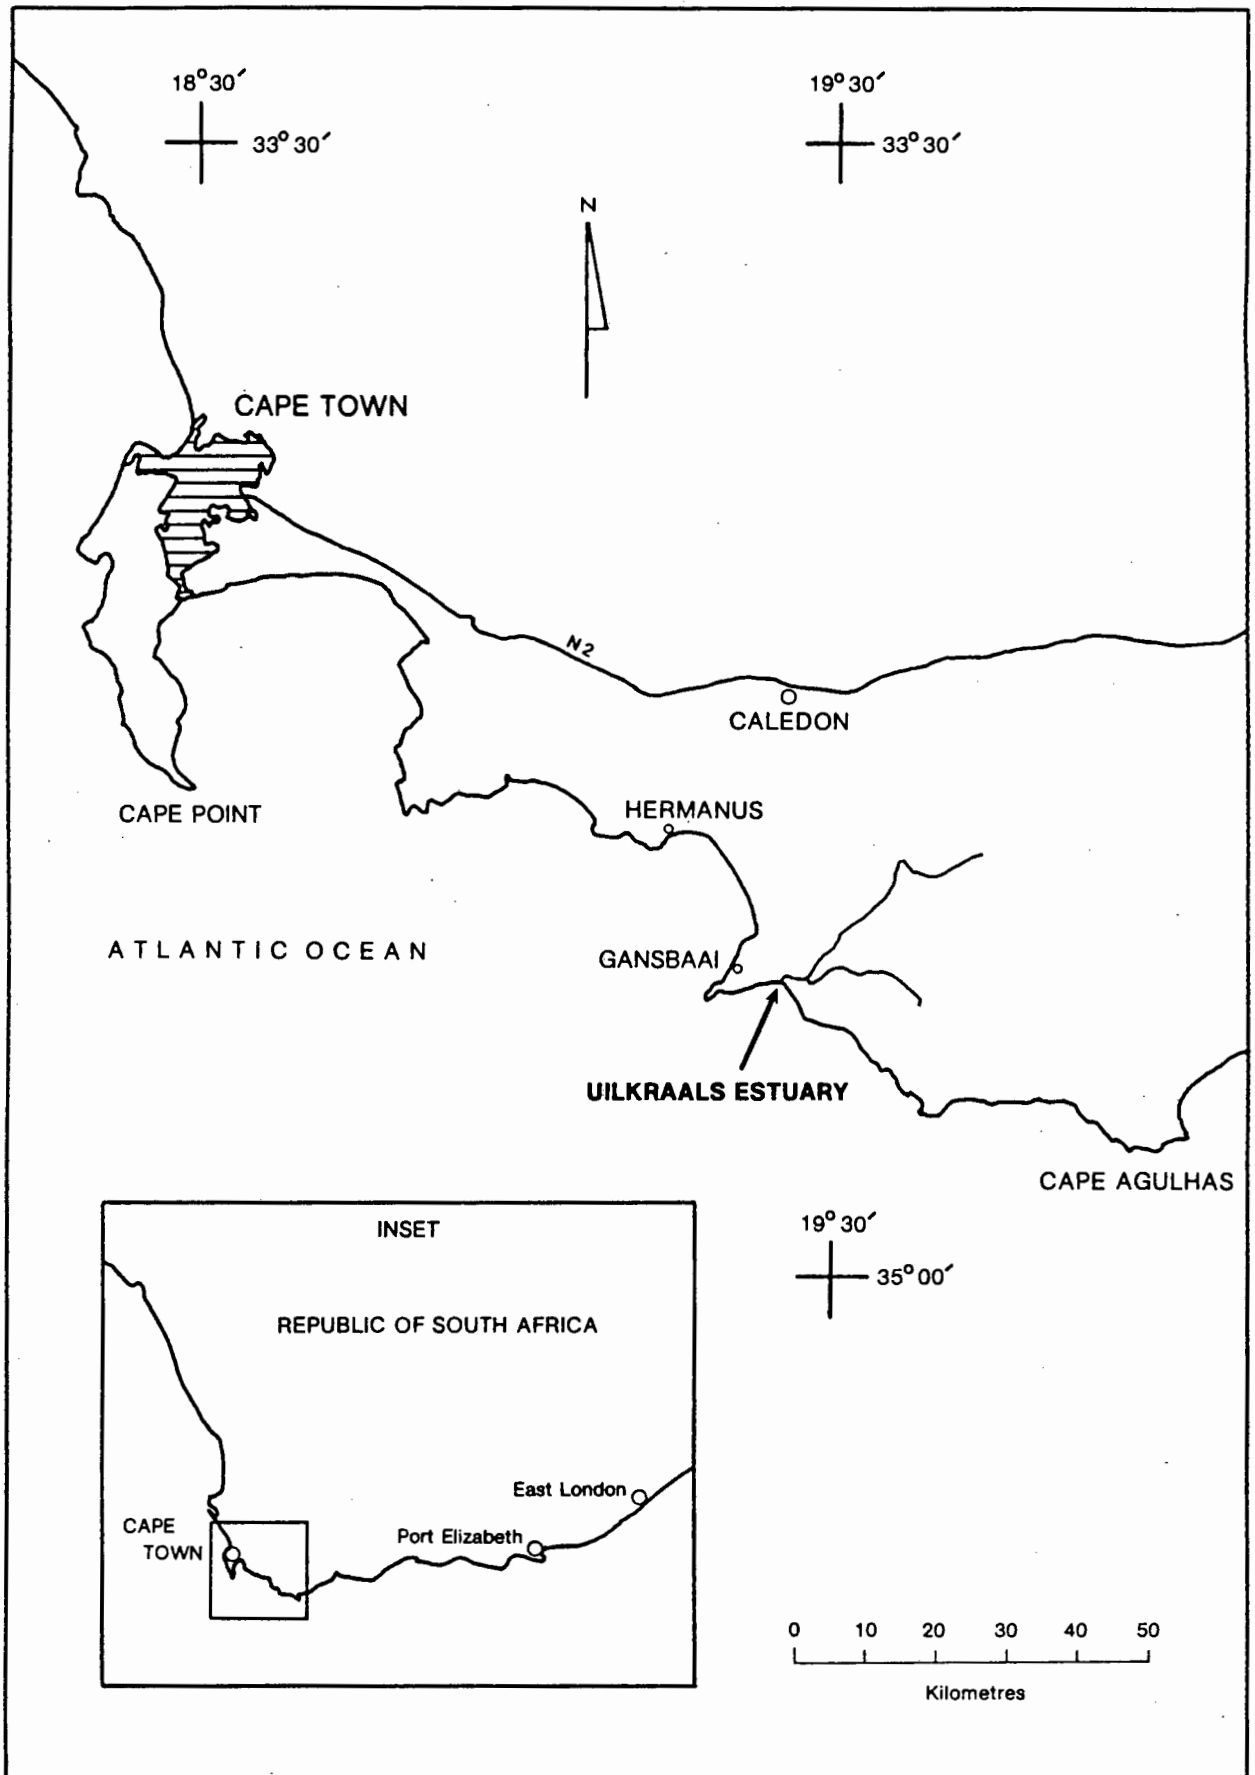 18°30′
33°30′
19°30′
33°30′
N
CAPE TOWN
N2
CALEDON
CAPE POINT
HERMANUS
ATLANTIC OCEAN
GANSBAAI
UILKRAALS ESTUARY
CAPE AGULHAS
19°30′
35°00′
INSET
REPUBLIC OF SOUTH AFRICA
East London
Port Elizabeth
CAPE
TOWN
0 10 20 30 40 50
Kilometres